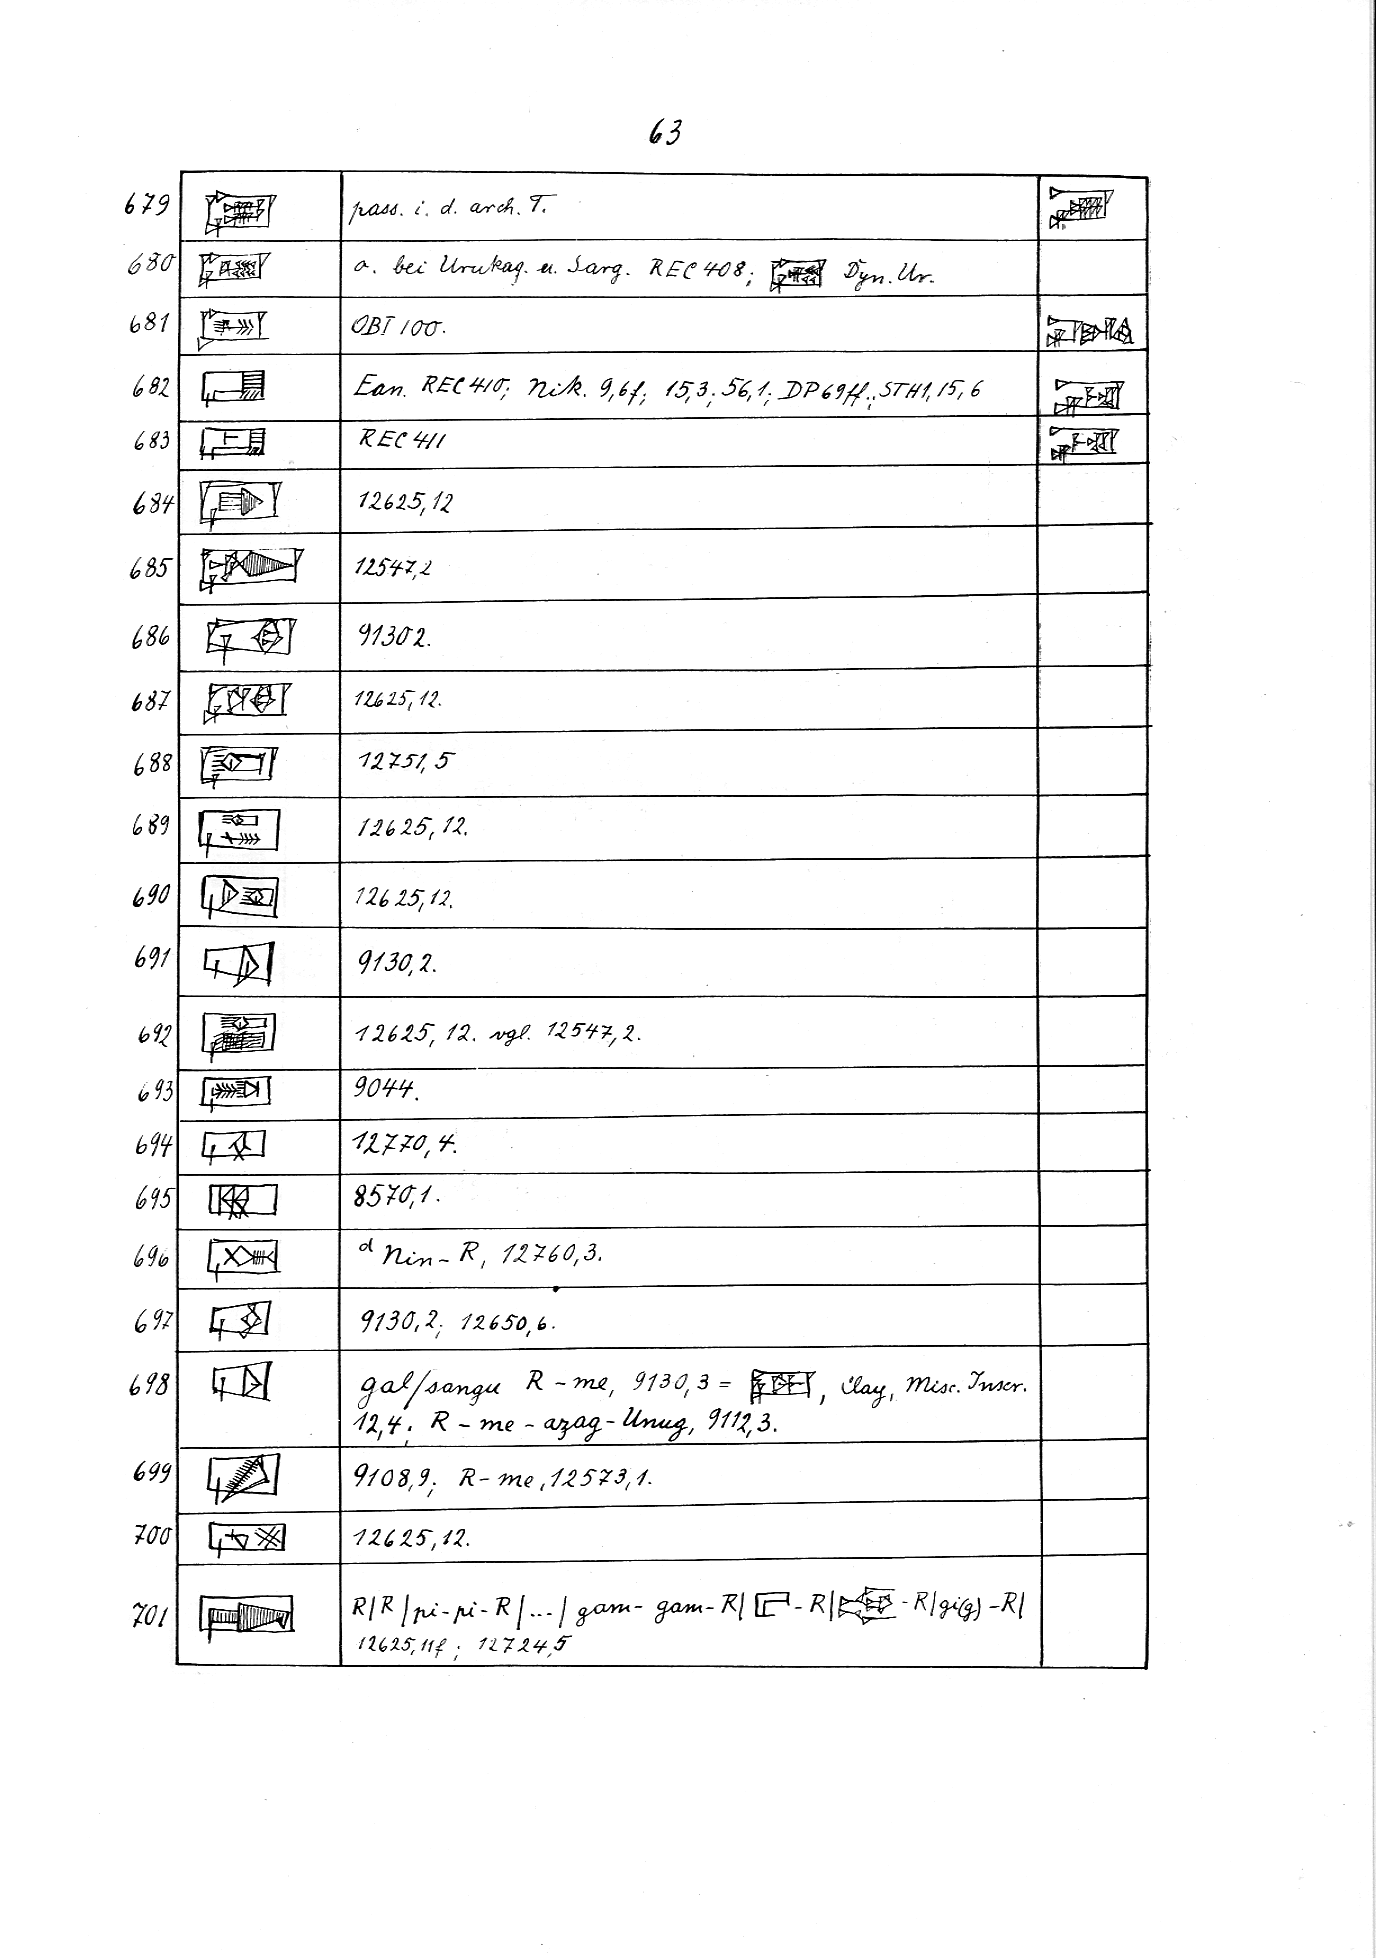 63
679 pass. i. d. arch. T.
680 a. bei Urukag. u. Sarg. REC 408; Dyn. Ur.
681 OBI 100.
682 Ean. REC 410; Nik. 9,6f; 15,3; 56,1; DP 69ff.; STH1,15,6
683 REC 411
684 12625,12
685 12547,2
686 91302.
687 12625,12.
688 12751,5
689 12625,12.
690 12625,12.
691 9130,2.
692 12625,12. vgl. 12547,2.
693 9044.
694 12770,4.
695 8570,1.
696 d Nin-R, 12760,3.
697 9130,2; 12650,6.
698 gal/sangu R-me, 9130,3 = , Clay, Misc. Inscr.
12,4; R-me-azag-Unug, 9112,3.
699 9108,9; R-me, 12573,1.
700 12625,12.
701 R|R|pi-pi-R|...|gam-gam-R| -R| -R|gi(g)-R|
12625,11f; 12724,5